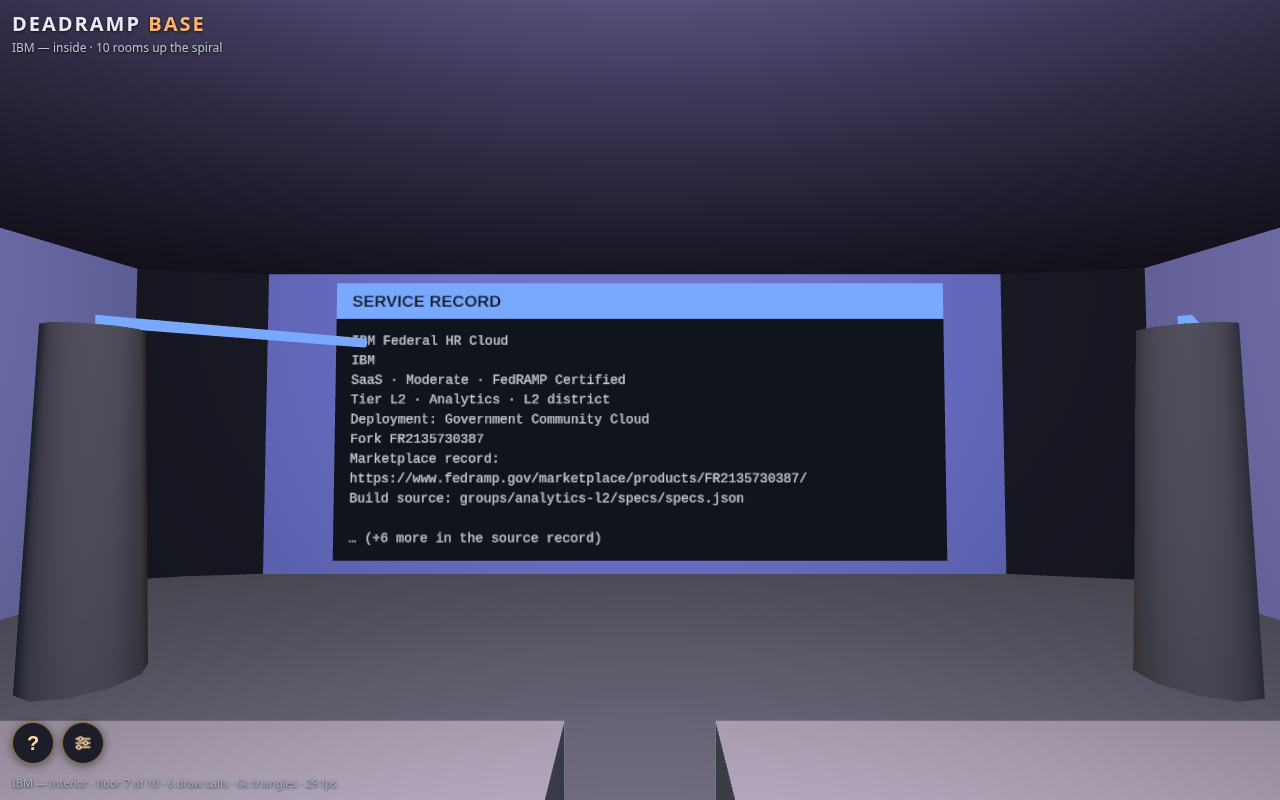 DEADRAMP BASE
IBM — inside · 10 rooms up the spiral
SERVICE RECORD
IBM Federal HR Cloud
IBM
SaaS · Moderate · FedRAMP Certified
Tier L2 · Analytics · L2 district
Deployment: Government Community Cloud
Fork FR2135730387
Marketplace record:
https://www.fedramp.gov/marketplace/products/FR2135730387/
Build source: groups/analytics-l2/specs/specs.json
… (+6 more in the source record)
?
IBM — interior · floor 7 of 10 · 6 draw calls · 6k triangles · 29 fps